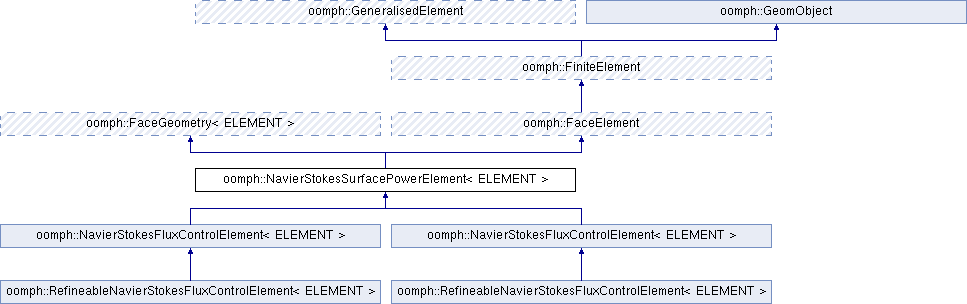 oomph::GeneralisedElement
oomph::GeomObject
oomph::FiniteElement
oomph::FaceGeometry< ELEMENT >
oomph::FaceElement
oomph::NavierStokesSurfacePowerElement< ELEMENT >
oomph::NavierStokesFluxControlElement< ELEMENT >
oomph::NavierStokesFluxControlElement< ELEMENT >
oomph::RefineableNavierStokesFluxControlElement< ELEMENT >
oomph::RefineableNavierStokesFluxControlElement< ELEMENT >